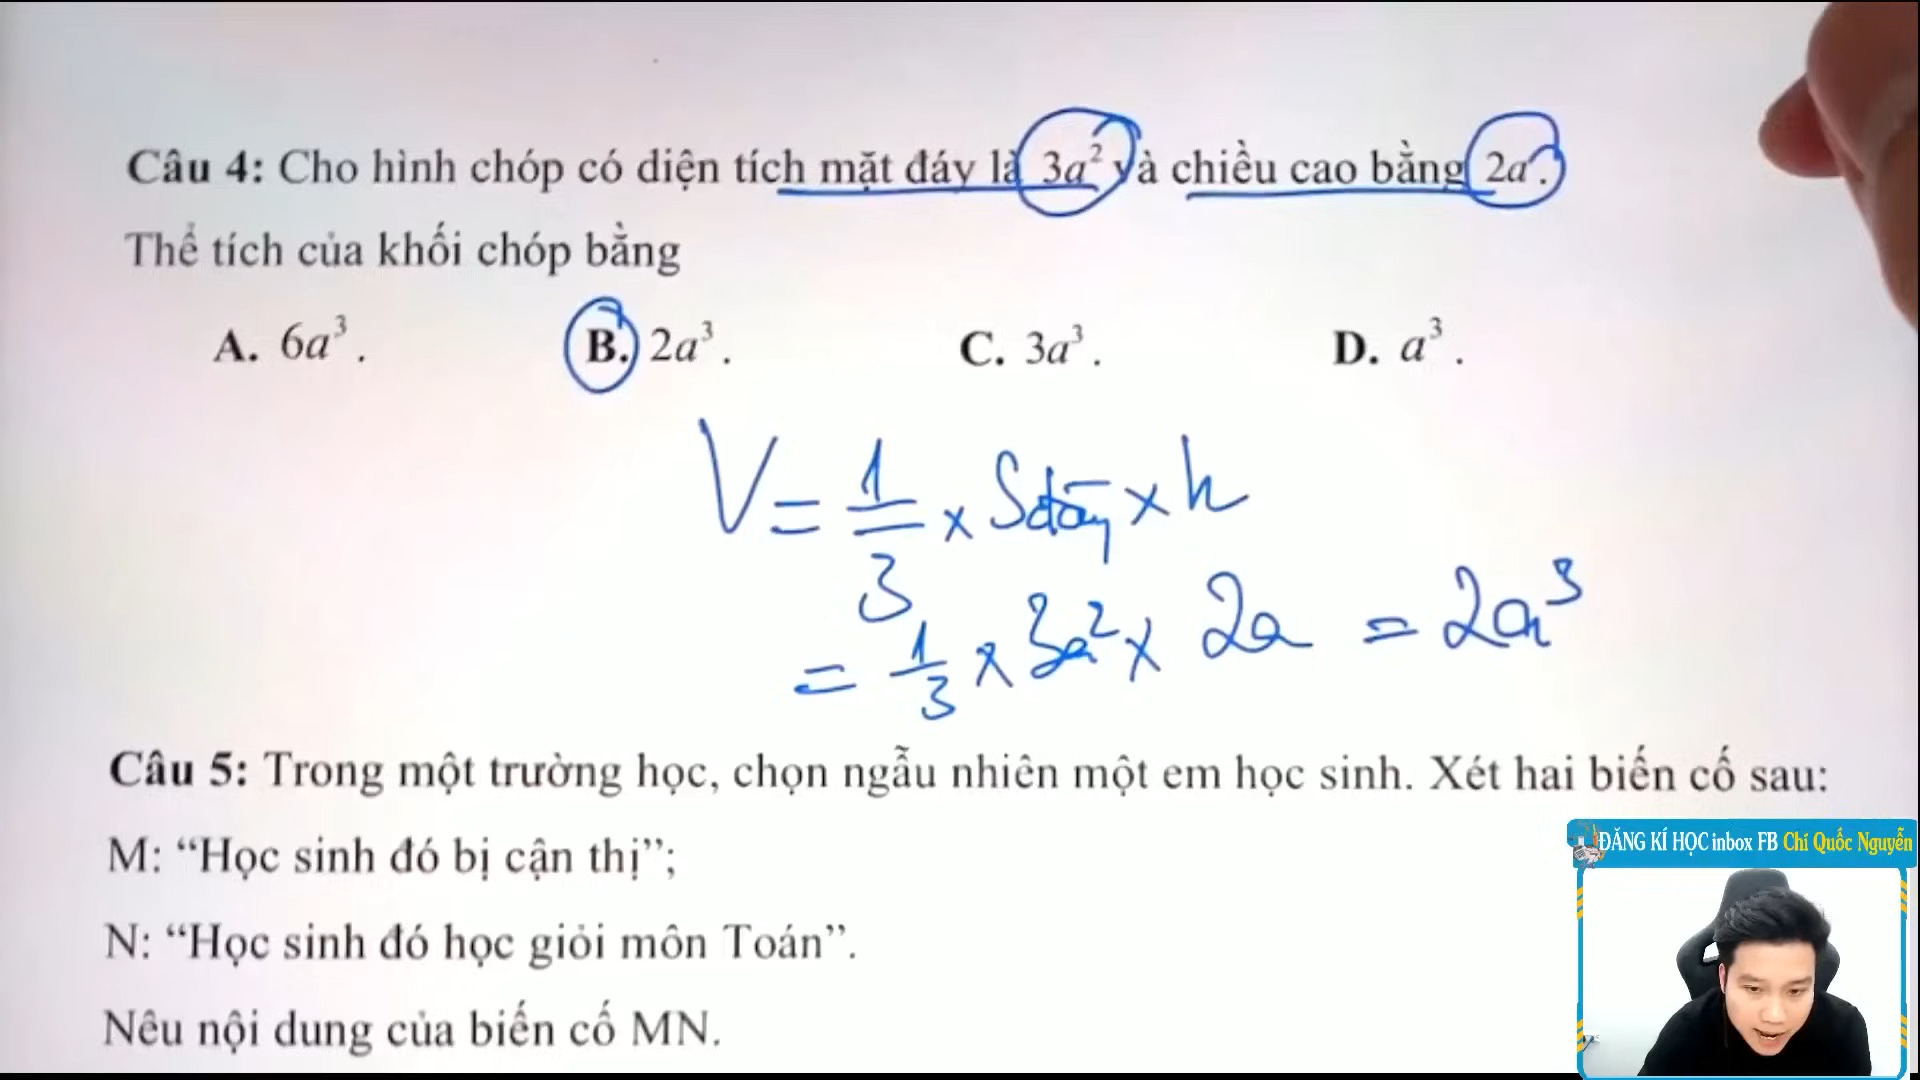 Câu 4: Cho hình chóp có diện tích mặt đáy là 3a² và chiều cao bằng 2a.
Thể tích của khối chóp bằng
A. 6a³. B. 2a³. C. 3a³. D. a³.
V = 1/3 x Sđáy x h
= 1/3 x 3a² x 2a = 2a³
Câu 5: Trong một trường học, chọn ngẫu nhiên một em học sinh. Xét hai biến cố sau:
M: “Học sinh đó bị cận thị”;
N: “Học sinh đó học giỏi môn Toán”.
Nêu nội dung của biến cố MN.
ĐĂNG KÍ HỌC inbox FB Chí Quốc Nguyễn